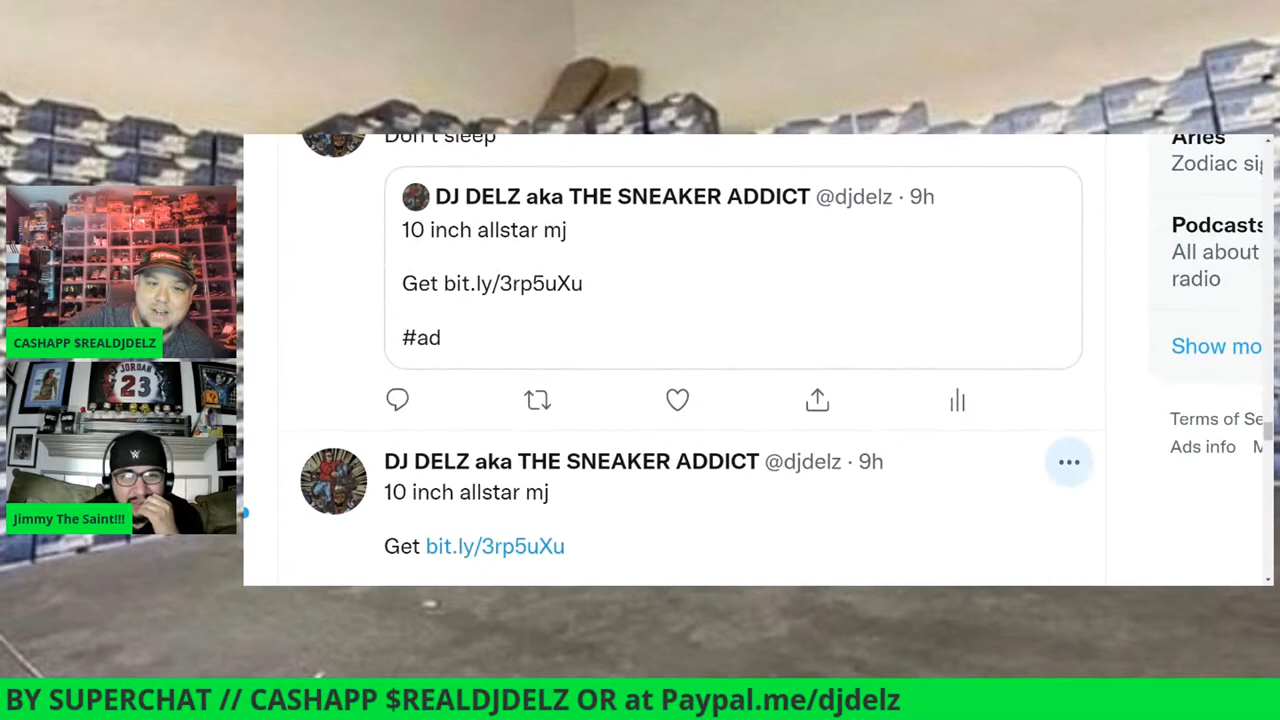 Don't sleep
DJ DELZ aka THE SNEAKER ADDICT @djdelz · 9h
10 inch allstar mj
Get bit.ly/3rp5uXu
#ad
DJ DELZ aka THE SNEAKER ADDICT @djdelz · 9h
10 inch allstar mj
Get bit.ly/3rp5uXu
Aries
Zodiac si
Podcasts
All about
radio
Show mo
Terms of Se
Ads info
CASHAPP $REALDJDELZ
JORDAN
23
Jimmy The Saint!!!
BY SUPERCHAT // CASHAPP $REALDJDELZ OR at Paypal.me/djdelz